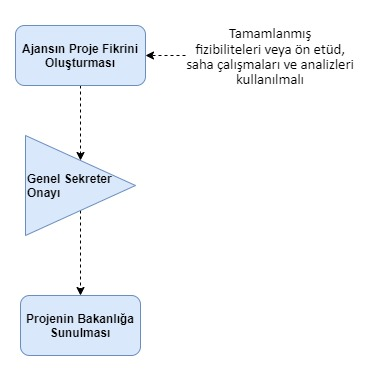 Ajansın Proje Fikrini
Oluşturması
Tamamlanmış
fizibiliteleri veya ön etüd,
saha çalışmaları ve analizleri
kullanılmalı
Genel Sekreter
Onayı
Projenin Bakanlığa
Sunulması